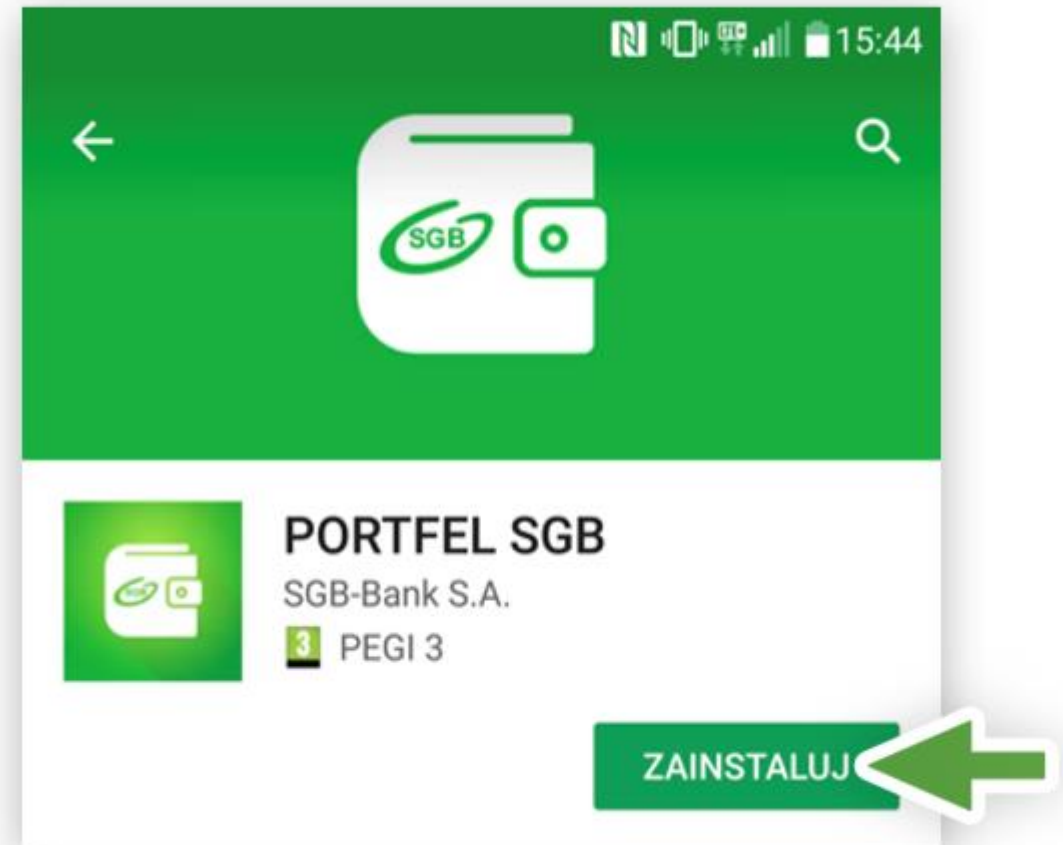 15:44
SGB
PORTFEL SGB
SGB-Bank S.A.
3 PEGI 3
ZAINSTALUJ